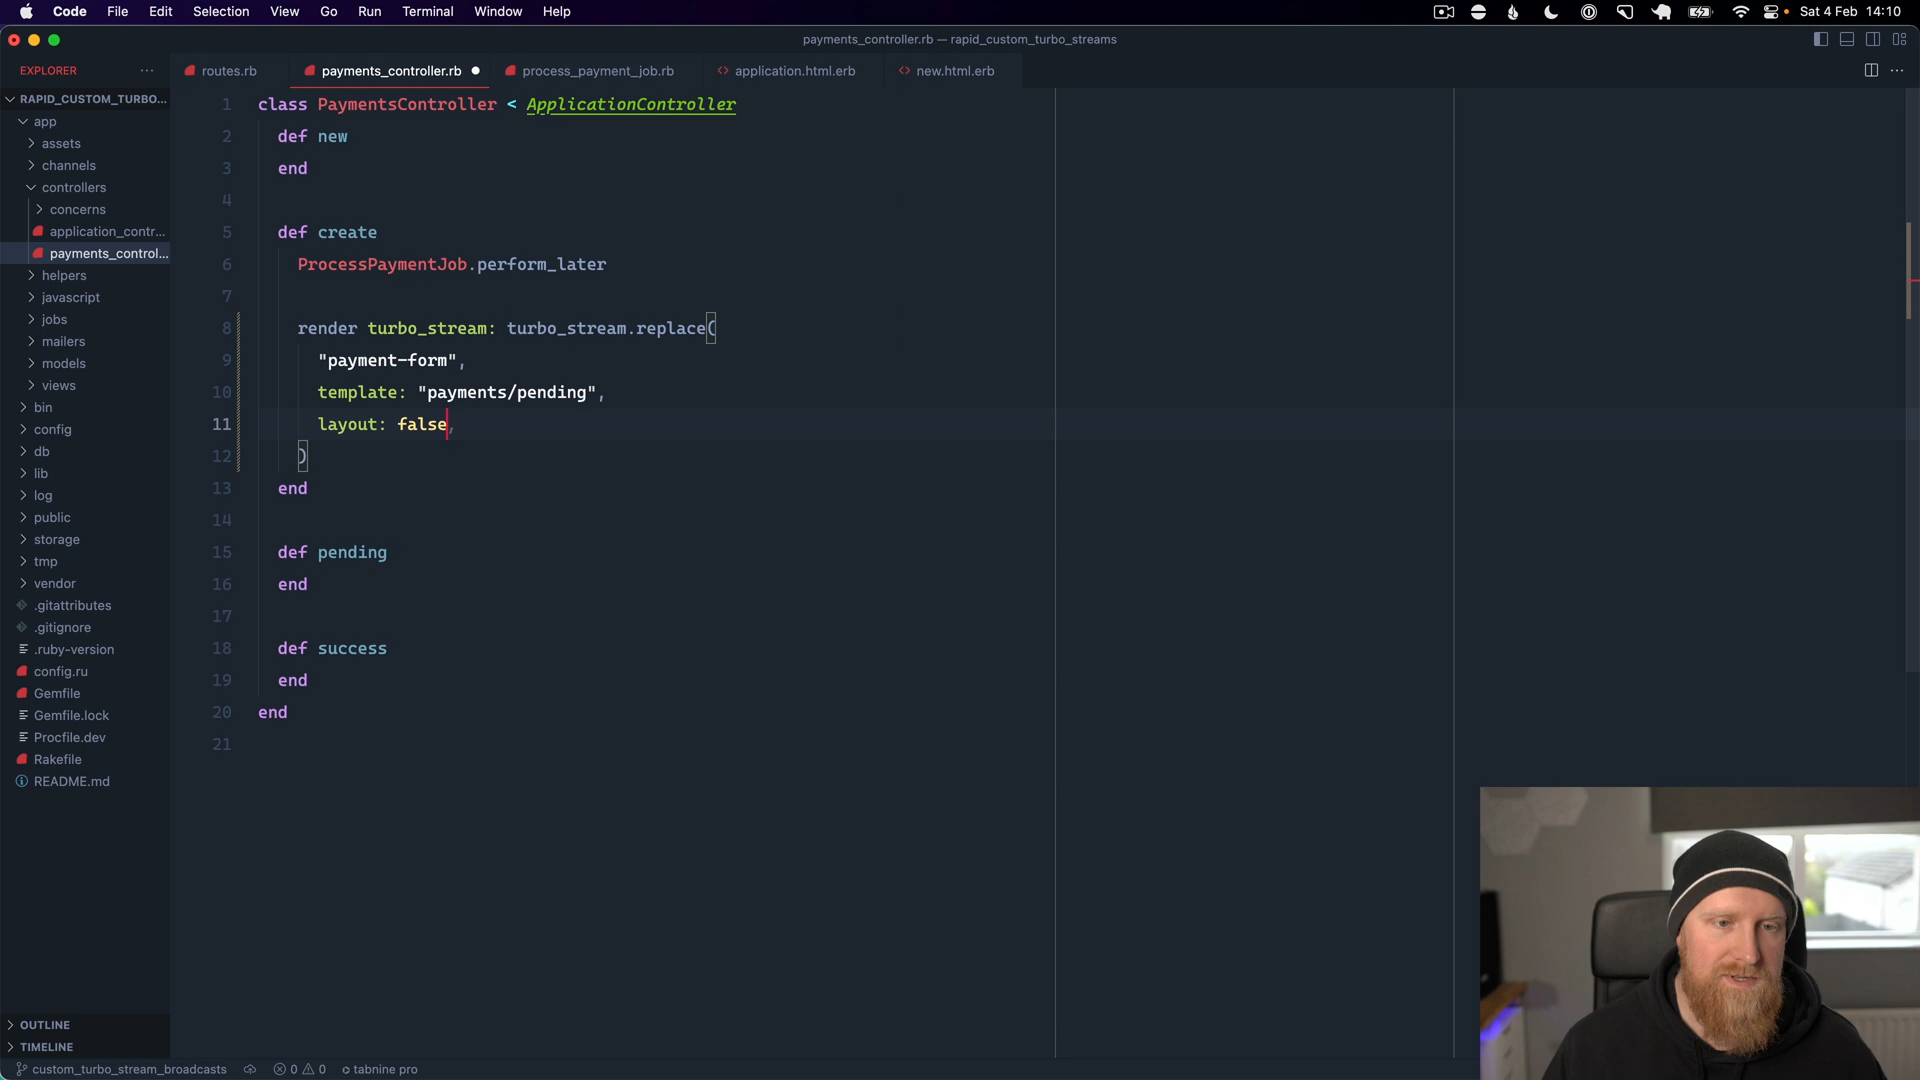 Code File Edit Selection View Go Run Terminal Window Help Sat 4 Feb 14:10
payments_controller.rb — rapid_custom_turbo_streams
EXPLORER ··· routes.rb payments_controller.rb process_payment_job.rb application.html.erb new.html.erb ···
RAPID_CUSTOM_TURBO...
app
assets
channels
controllers
concerns
application_contr...
payments_control...
helpers
javascript
jobs
mailers
models
views
bin
config
db
lib
log
public
storage
tmp
vendor
.gitattributes
.gitignore
.ruby-version
config.ru
Gemfile
Gemfile.lock
Procfile.dev
Rakefile
README.md
OUTLINE
TIMELINE
1 class PaymentsController < ApplicationController
2 def new
3 end
4
5 def create
6 ProcessPaymentJob.perform_later
7
8 render turbo_stream: turbo_stream.replace(
9 "payment-form",
10 template: "payments/pending",
11 layout: false,
12 )
13 end
14
15 def pending
16 end
17
18 def success
19 end
20 end
21
custom_turbo_stream_broadcasts 0 0 tabnine pro